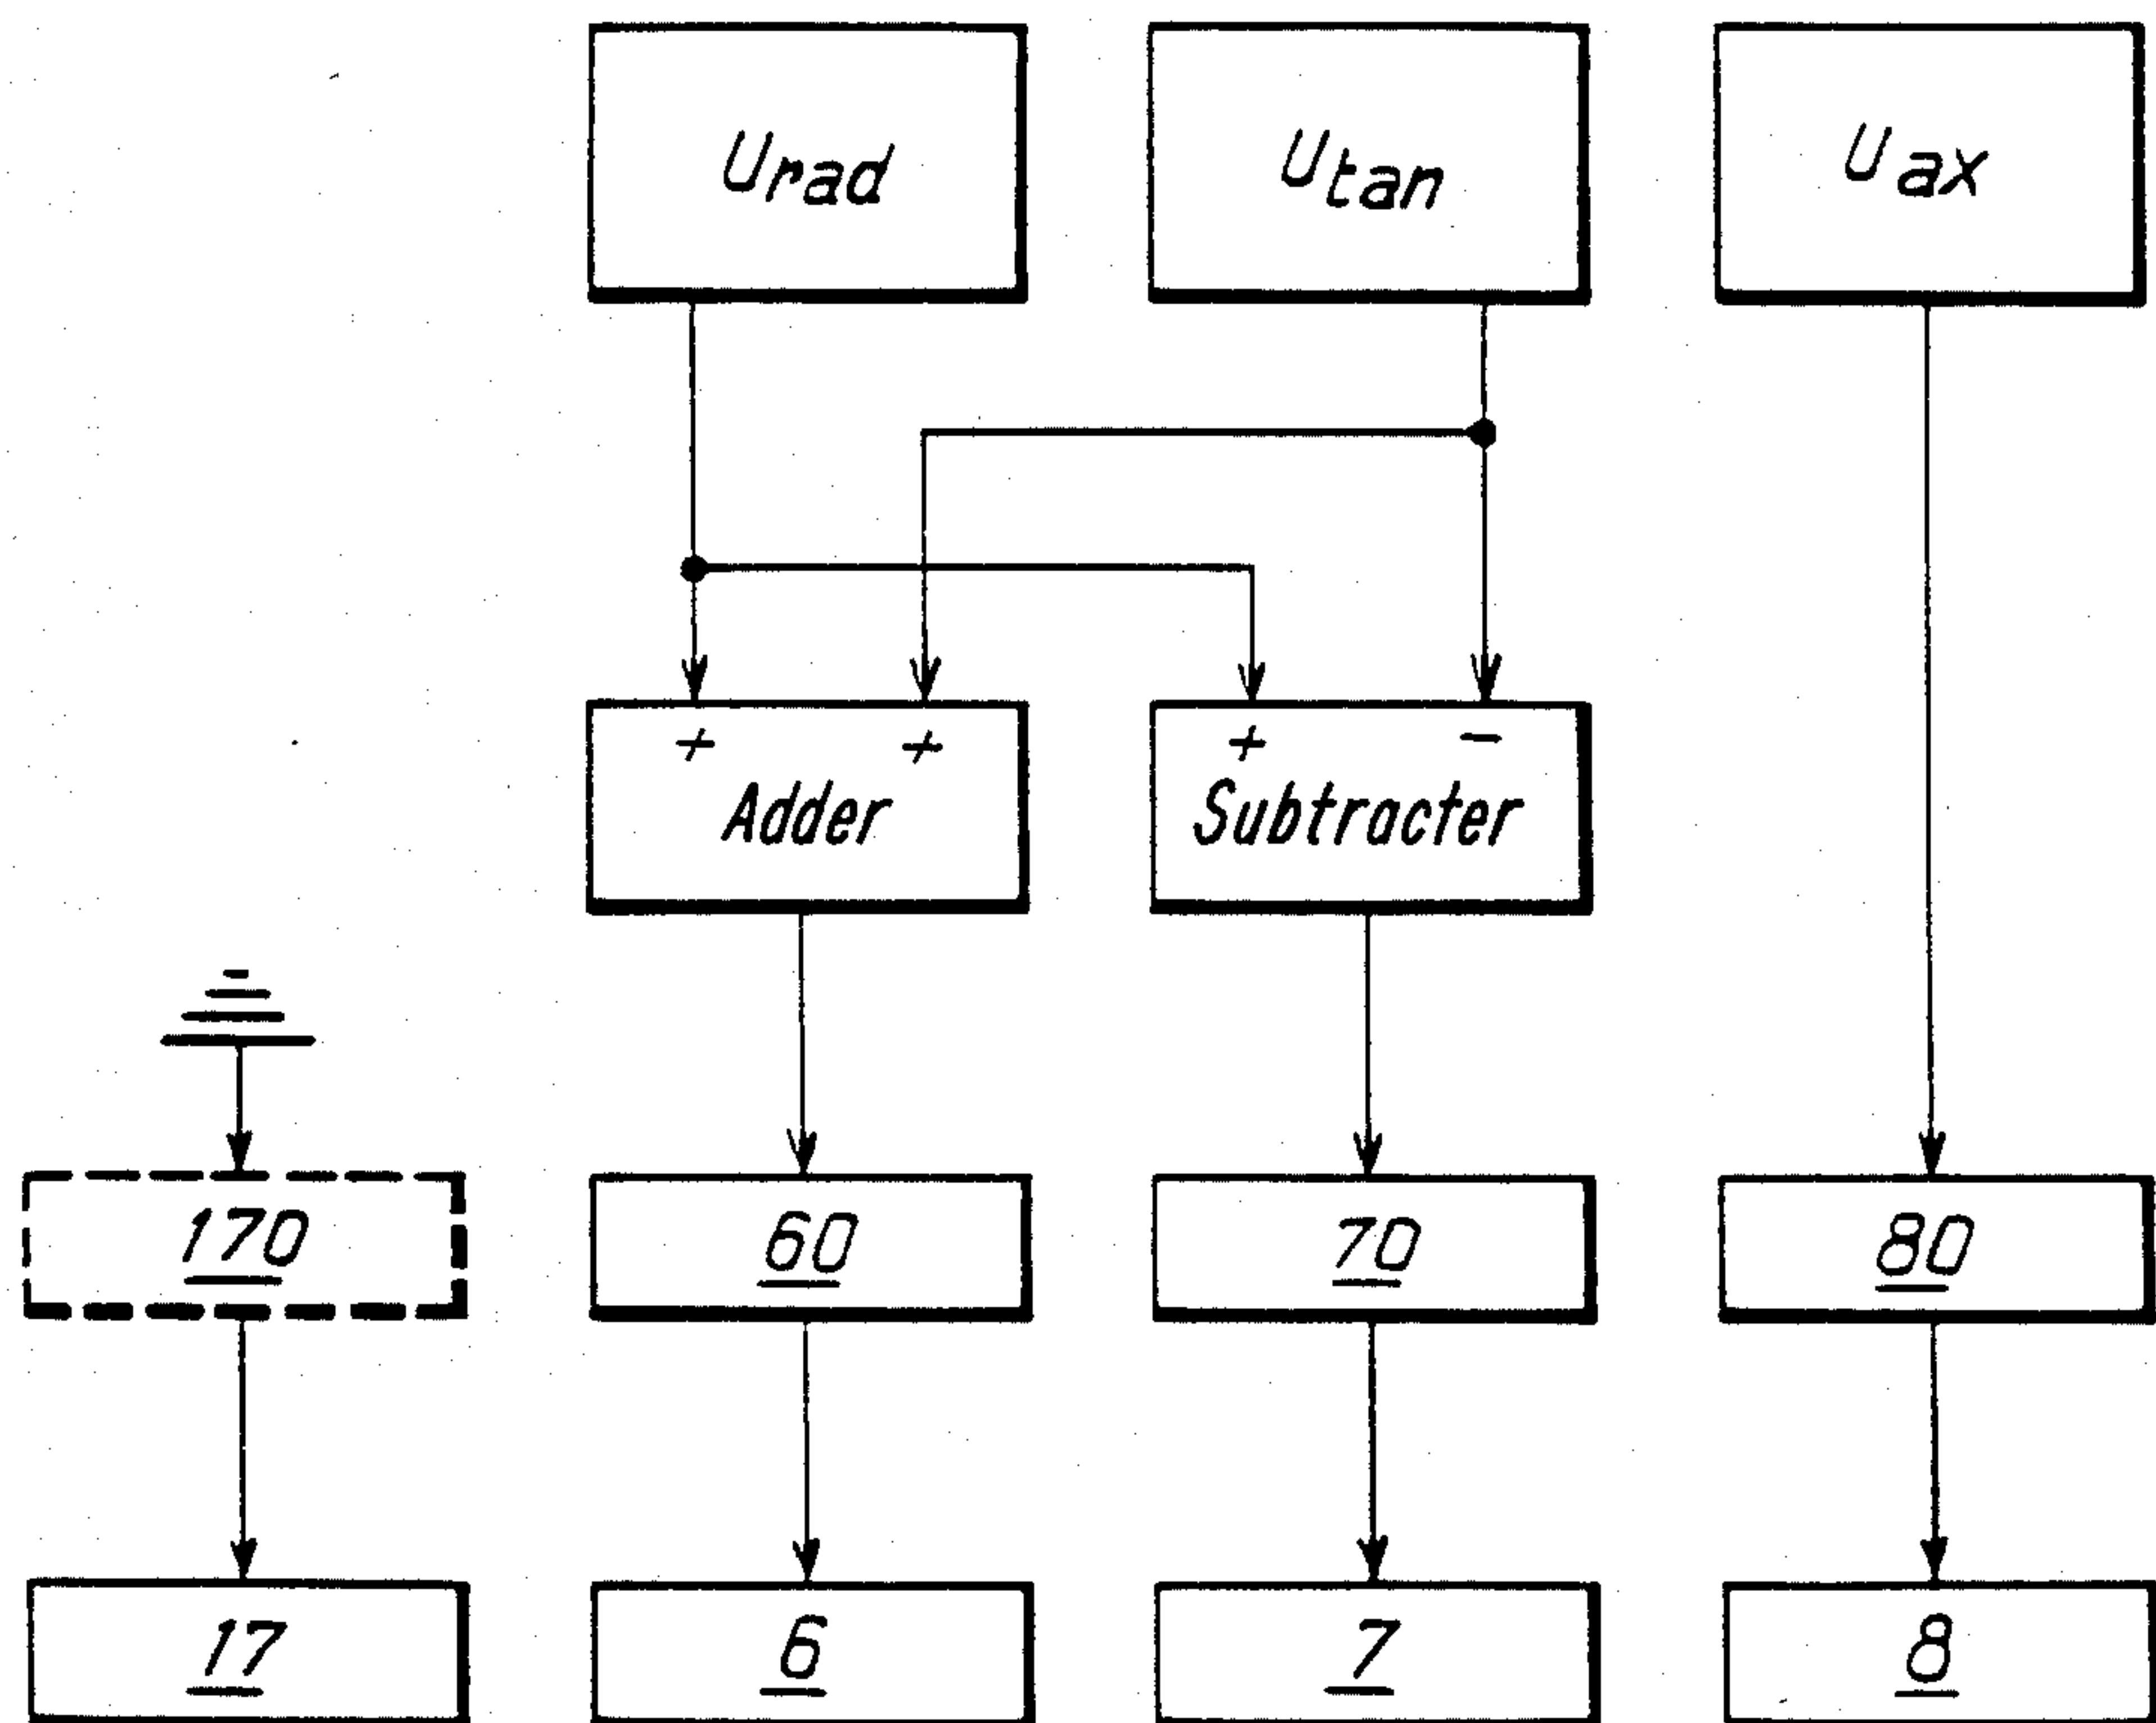 Urad Utan Uax
+ + + -
Adder Subtracter
170 60 70 80
17 6 7 8